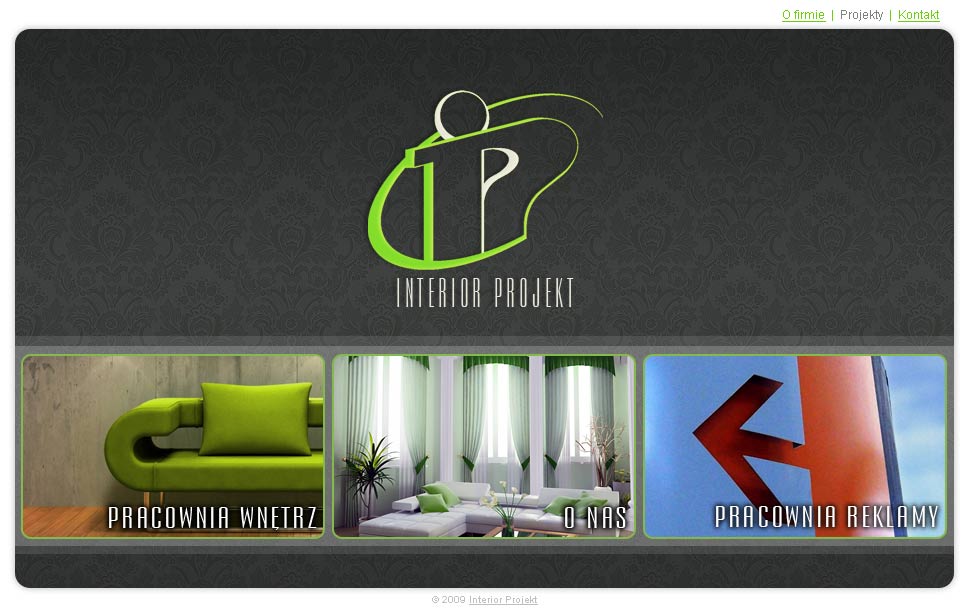 O firmie | Projekty | Kontakt
IP
INTERIOR PROJEKT
PRACOWNIA WNĘTRZ
O NAS
PRACOWNIA REKLAMY
© 2009 Interior Projekt